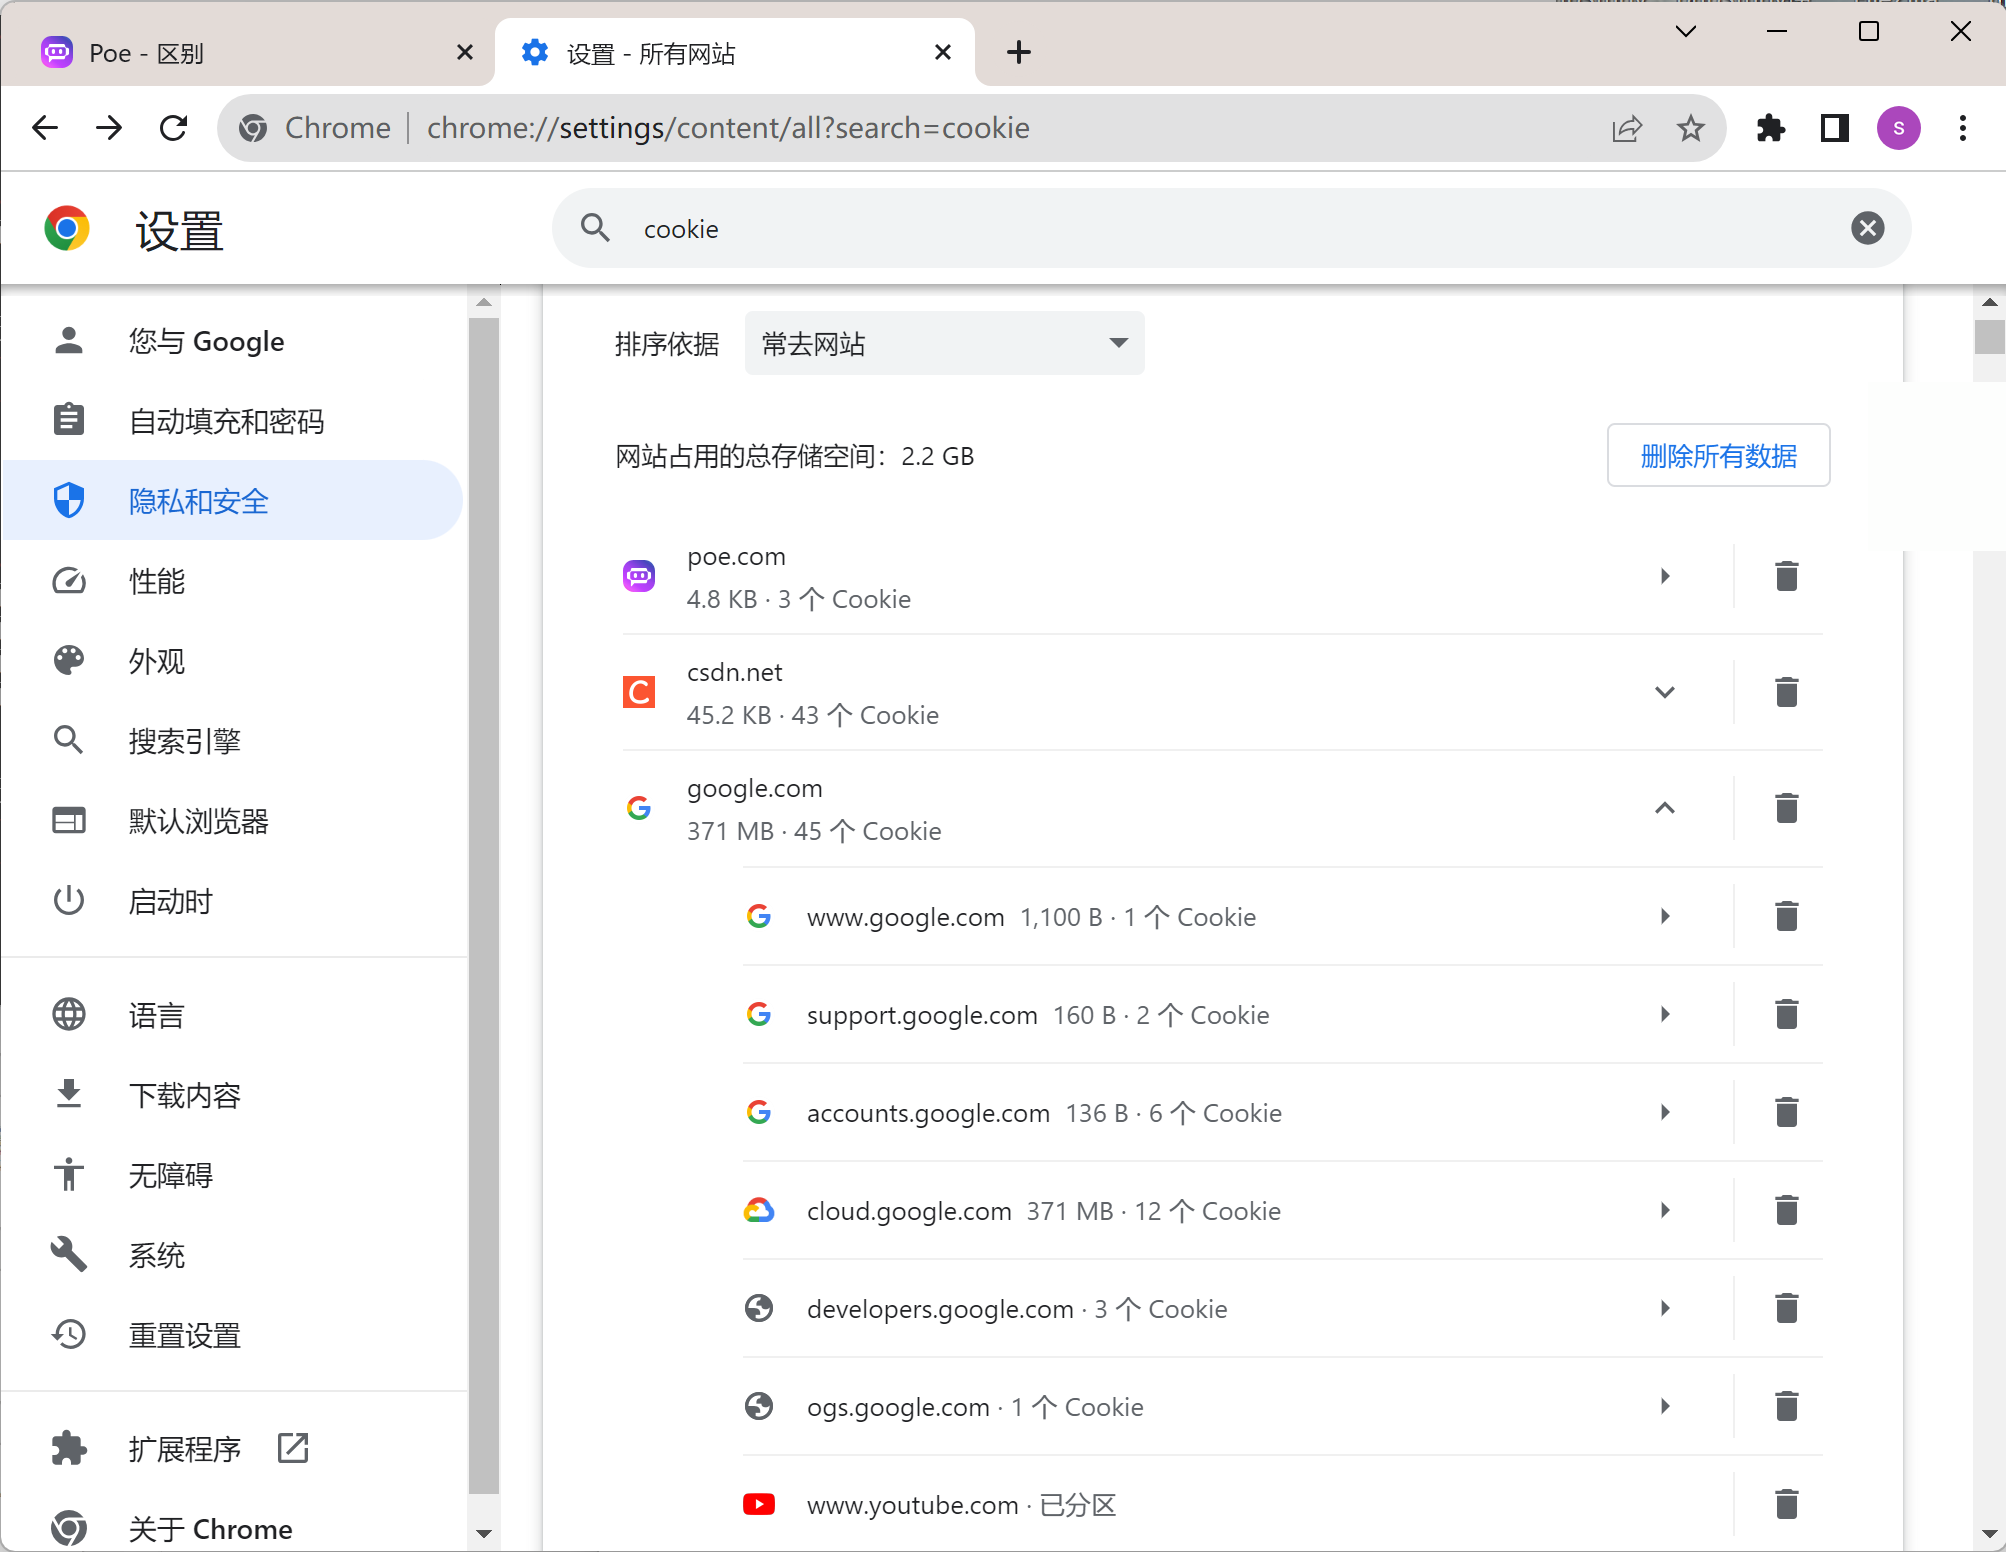 Poe - 区别
设置 - 所有网站
Chrome
chrome://settings/content/all?search=cookie
S
设置
cookie
您与 Google
自动填充和密码
隐私和安全
性能
外观
搜索引擎
默认浏览器
启动时
语言
下载内容
无障碍
系统
重置设置
扩展程序
关于 Chrome
排序依据
常去网站
网站占用的总存储空间：2.2 GB
删除所有数据
poe.com
4.8 KB · 3 个 Cookie
C
csdn.net
45.2 KB · 43 个 Cookie
google.com
371 MB · 45 个 Cookie
www.google.com 1,100 B · 1 个 Cookie
support.google.com 160 B · 2 个 Cookie
accounts.google.com 136 B · 6 个 Cookie
cloud.google.com 371 MB · 12 个 Cookie
developers.google.com · 3 个 Cookie
ogs.google.com · 1 个 Cookie
www.youtube.com · 已分区